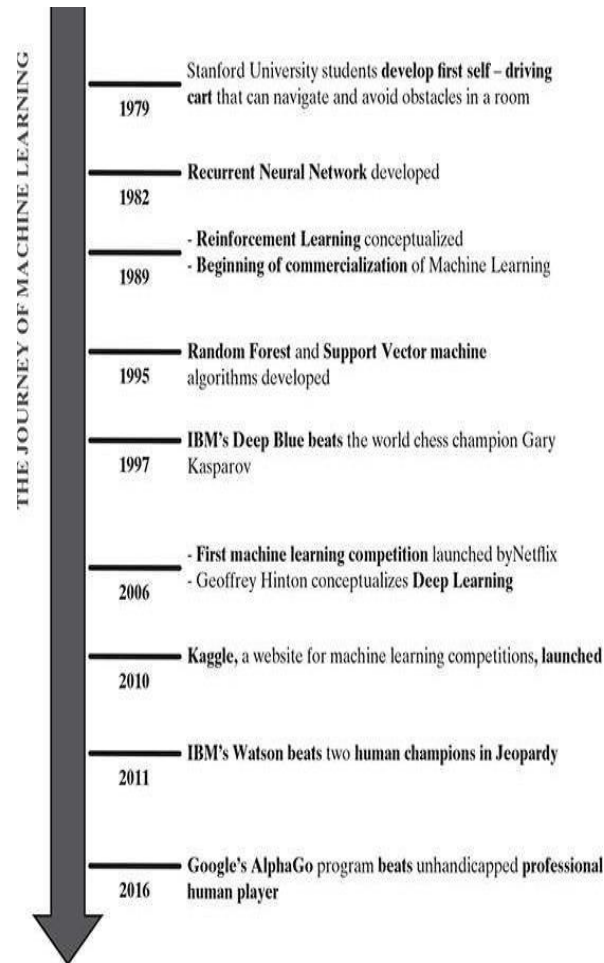 THE JOURNEY OF MACHINE LEARNING
Stanford University students develop first self – driving
cart that can navigate and avoid obstacles in a room
1979
Recurrent Neural Network developed
1982
- Reinforcement Learning conceptualized
- Beginning of commercialization of Machine Learning
1989
Random Forest and Support Vector machine
algorithms developed
1995
IBM's Deep Blue beats the world chess champion Gary
Kasparov
1997
- First machine learning competition launched byNetflix
- Geoffrey Hinton conceptualizes Deep Learning
2006
Kaggle, a website for machine learning competitions, launched
2010
IBM's Watson beats two human champions in Jeopardy
2011
Google's AlphaGo program beats unhandicapped professional
human player
2016